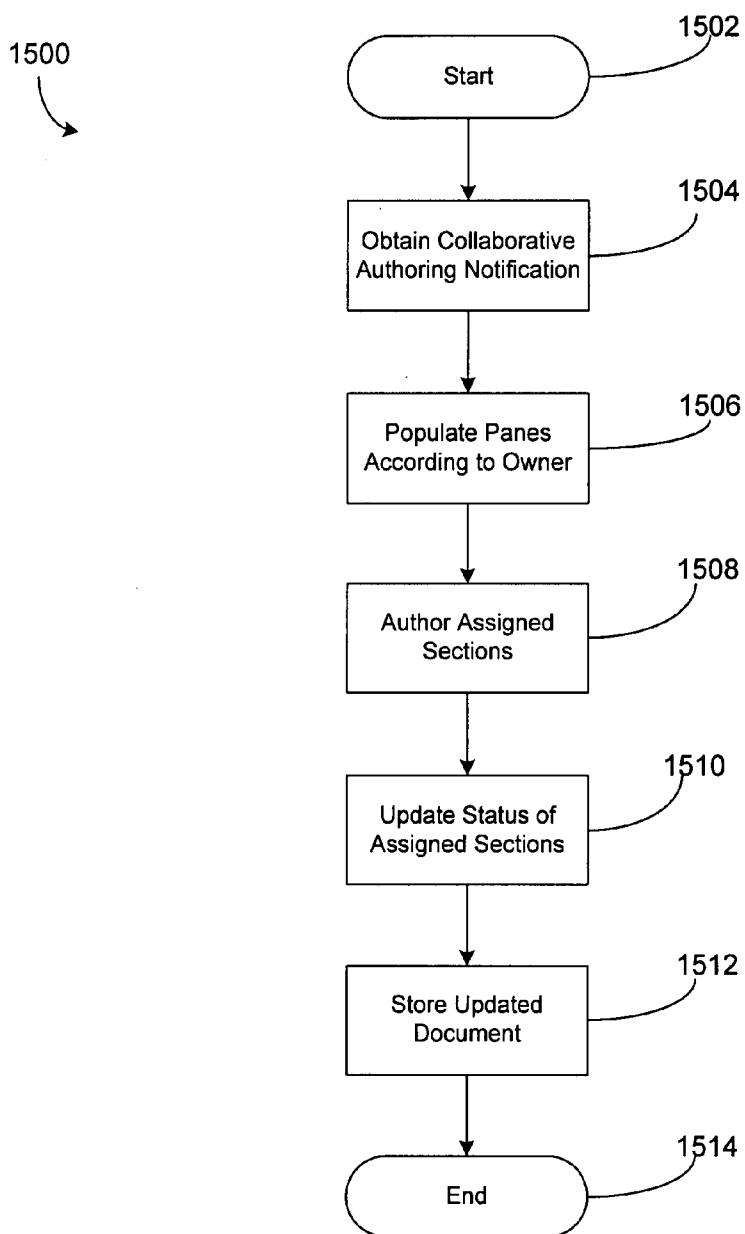 1500
1502
Start
1504
Obtain Collaborative
Authoring Notification
1506
Populate Panes
According to Owner
1508
Author Assigned
Sections
1510
Update Status of
Assigned Sections
1512
Store Updated
Document
1514
End